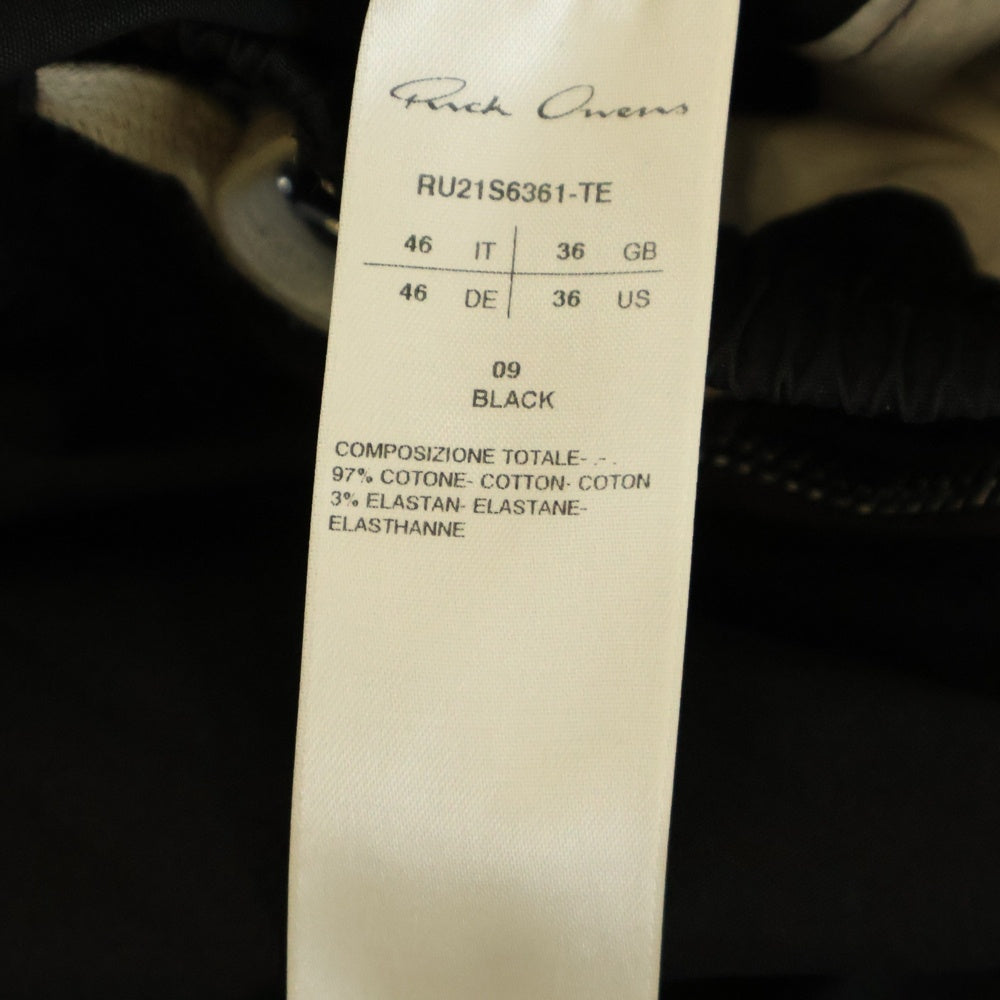 Rick Owens
RU21S6361-TE
46 IT 36 GB
46 DE 36 US
09
BLACK
COMPOSIZIONE TOTALE- .- .
97% COTONE- COTTON- COTON
3% ELASTAN- ELASTANE-
ELASTHANNE